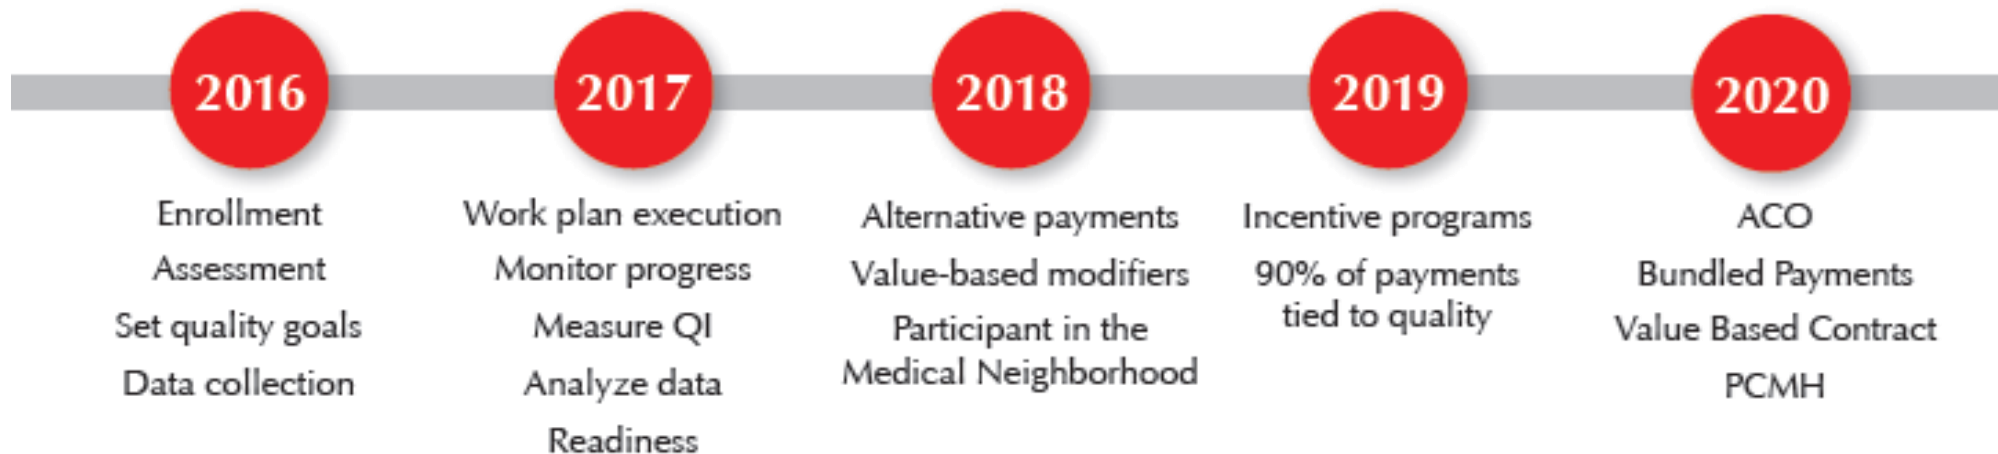 2016
Enrollment
Assessment
Set quality goals
Data collection
2017
Work plan execution
Monitor progress
Measure QI
Analyze data
Readiness
2018
Alternative payments
Value-based modifiers
Participant in the
Medical Neighborhood
2019
Incentive programs
90% of payments
tied to quality
2020
ACO
Bundled Payments
Value Based Contract
PCMH